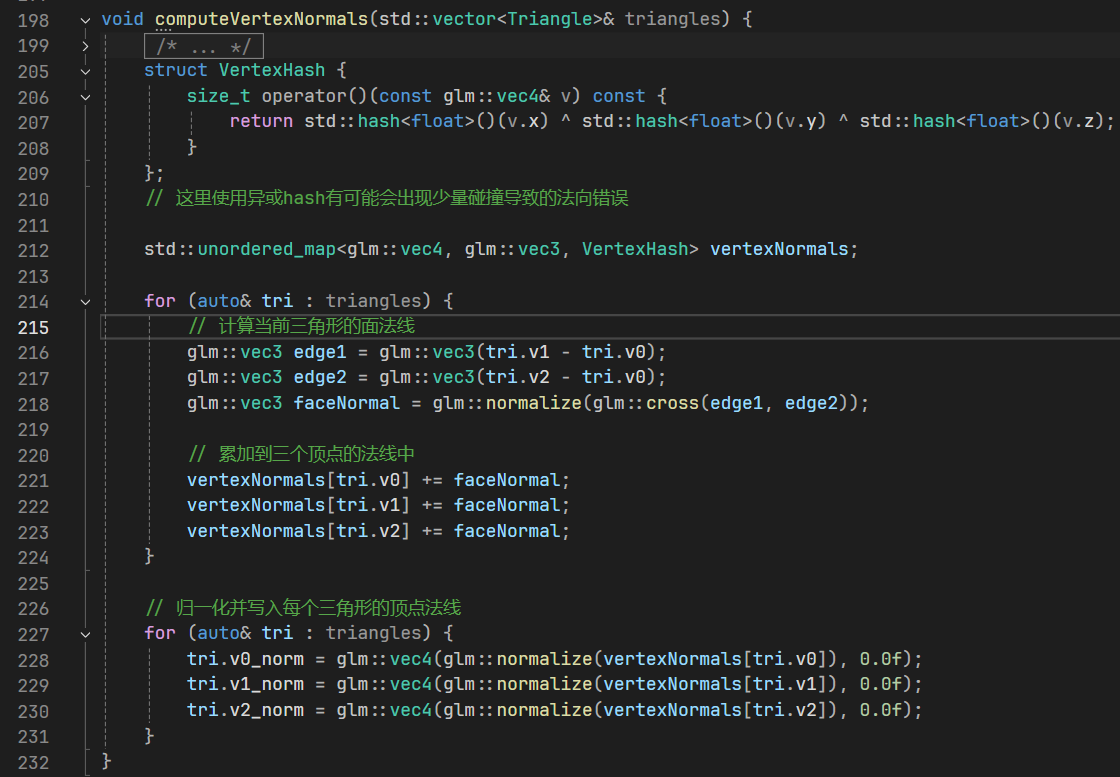 198 void computeVertexNormals(std::vector<Triangle>& triangles) {
199 /* ... */
205 struct VertexHash {
206 size_t operator()(const glm::vec4& v) const {
207 return std::hash<float>()(v.x) ^ std::hash<float>()(v.y) ^ std::hash<float>()(v.z);
208 }
209 };
210 // 这里使用异或hash有可能会出现少量碰撞导致的法向错误
211
212 std::unordered_map<glm::vec4, glm::vec3, VertexHash> vertexNormals;
213
214 for (auto& tri : triangles) {
215 // 计算当前三角形的面法线
216 glm::vec3 edge1 = glm::vec3(tri.v1 - tri.v0);
217 glm::vec3 edge2 = glm::vec3(tri.v2 - tri.v0);
218 glm::vec3 faceNormal = glm::normalize(glm::cross(edge1, edge2));
219
220 // 累加到三个顶点的法线中
221 vertexNormals[tri.v0] += faceNormal;
222 vertexNormals[tri.v1] += faceNormal;
223 vertexNormals[tri.v2] += faceNormal;
224 }
225
226 // 归一化并写入每个三角形的顶点法线
227 for (auto& tri : triangles) {
228 tri.v0_norm = glm::vec4(glm::normalize(vertexNormals[tri.v0]), 0.0f);
229 tri.v1_norm = glm::vec4(glm::normalize(vertexNormals[tri.v1]), 0.0f);
230 tri.v2_norm = glm::vec4(glm::normalize(vertexNormals[tri.v2]), 0.0f);
231 }
232 }